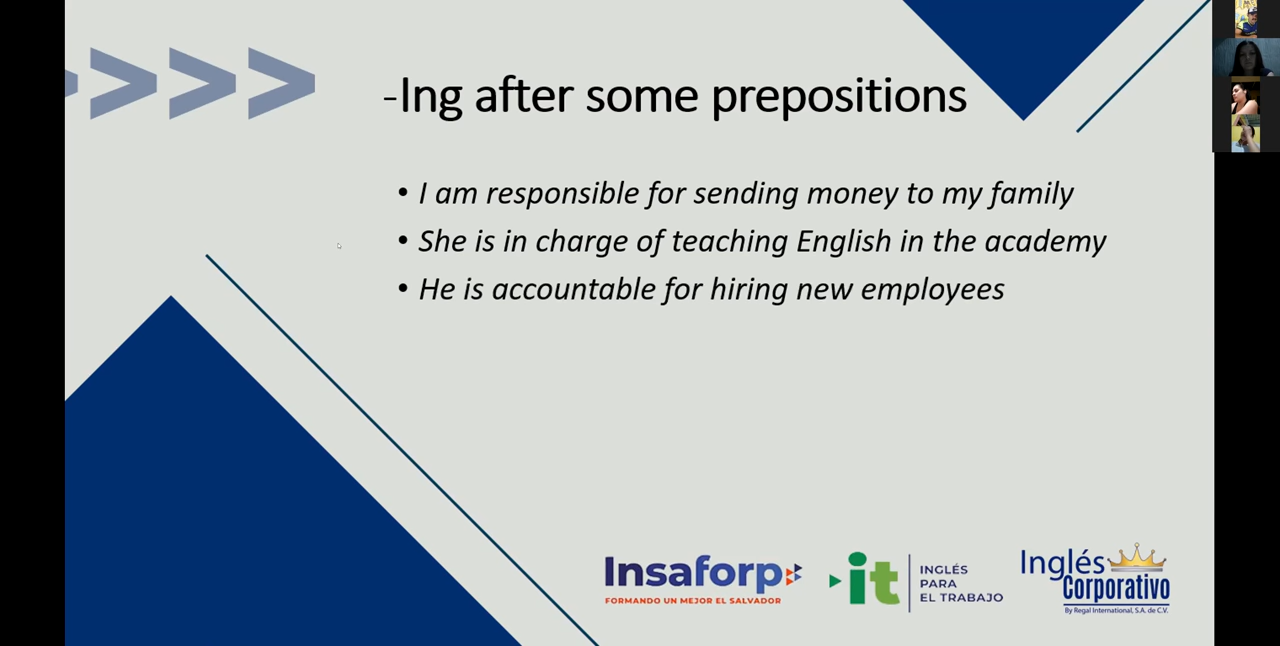 -Ing after some prepositions
• I am responsible for sending money to my family
• She is in charge of teaching English in the academy
• He is accountable for hiring new employees
Insaforp
FORMANDO UN MEJOR EL SALVADOR
it
INGLÉS
PARA
EL TRABAJO
Inglés
Corporativo
By Regal International, S.A. de C.V.